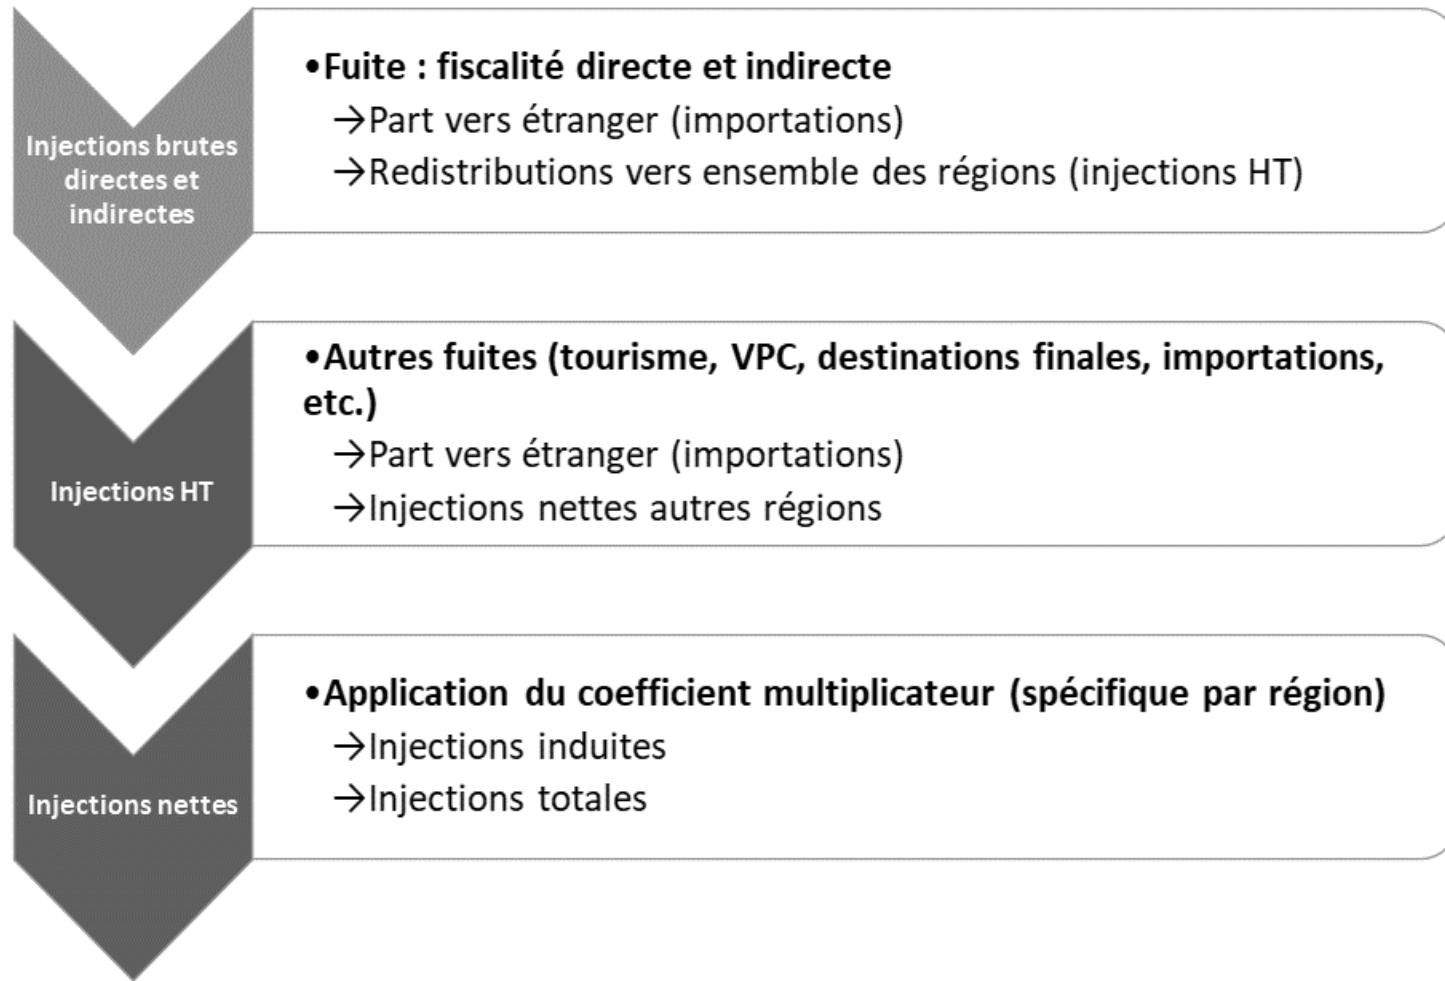 Injections brutes
directes et
indirectes
•Fuite : fiscalité directe et indirecte
→Part vers étranger (importations)
→Redistributions vers ensemble des régions (injections HT)
Injections HT
•Autres fuites (tourisme, VPC, destinations finales, importations,
etc.)
→Part vers étranger (importations)
→Injections nettes autres régions
Injections nettes
•Application du coefficient multiplicateur (spécifique par région)
→Injections induites
→Injections totales